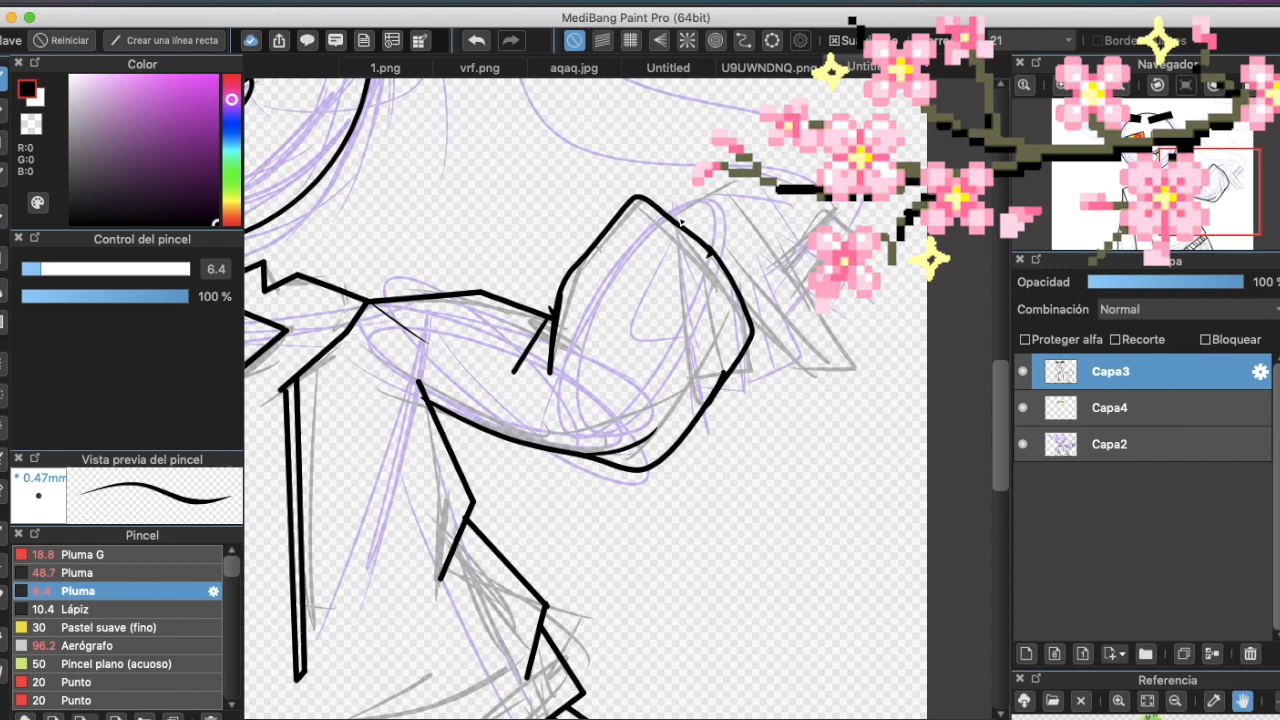 MediBang Paint Pro (64bit)
Reiniciar
Crear una línea recta
21
1.png
vrf.png
aqaq.jpg
Untitled
U9UWNDNQ.png
Color
R:0
G:0
B:0
Control del pincel
6.4
100 %
Vista previa del pincel
* 0.47mm
Pincel
18.8 Pluma G
48.7 Pluma
6.4 Pluma
10.4 Lápiz
30 Pastel suave (fino)
96.2 Aerógrafo
50 Pincel plano (acuoso)
20 Punto
20 Punto
Navegador
Opacidad
100 %
Combinación
Normal
Proteger alfa
Recorte
Bloquear
Capa3
Capa4
Capa2
Referencia